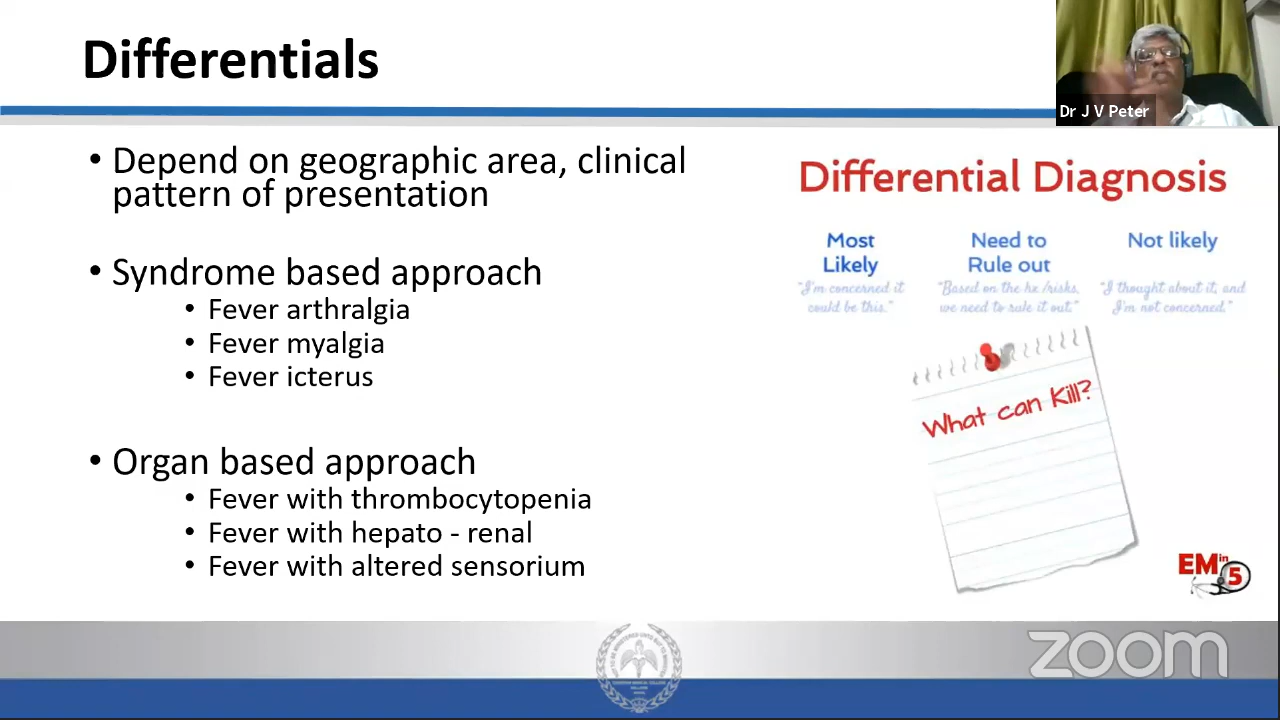 Differentials
Dr J V Peter
• Depend on geographic area, clinical
pattern of presentation
• Syndrome based approach
• Fever arthralgia
• Fever myalgia
• Fever icterus
• Organ based approach
• Fever with thrombocytopenia
• Fever with hepato - renal
• Fever with altered sensorium
Differential Diagnosis
Most
Likely
"I'm concerned it
could be this."
Need to
Rule out
"Based on the hx/risks,
we need to rule it out."
Not likely
"I thought about it, and
I'm not concerned."
What can Kill?
EM in 5
zoom